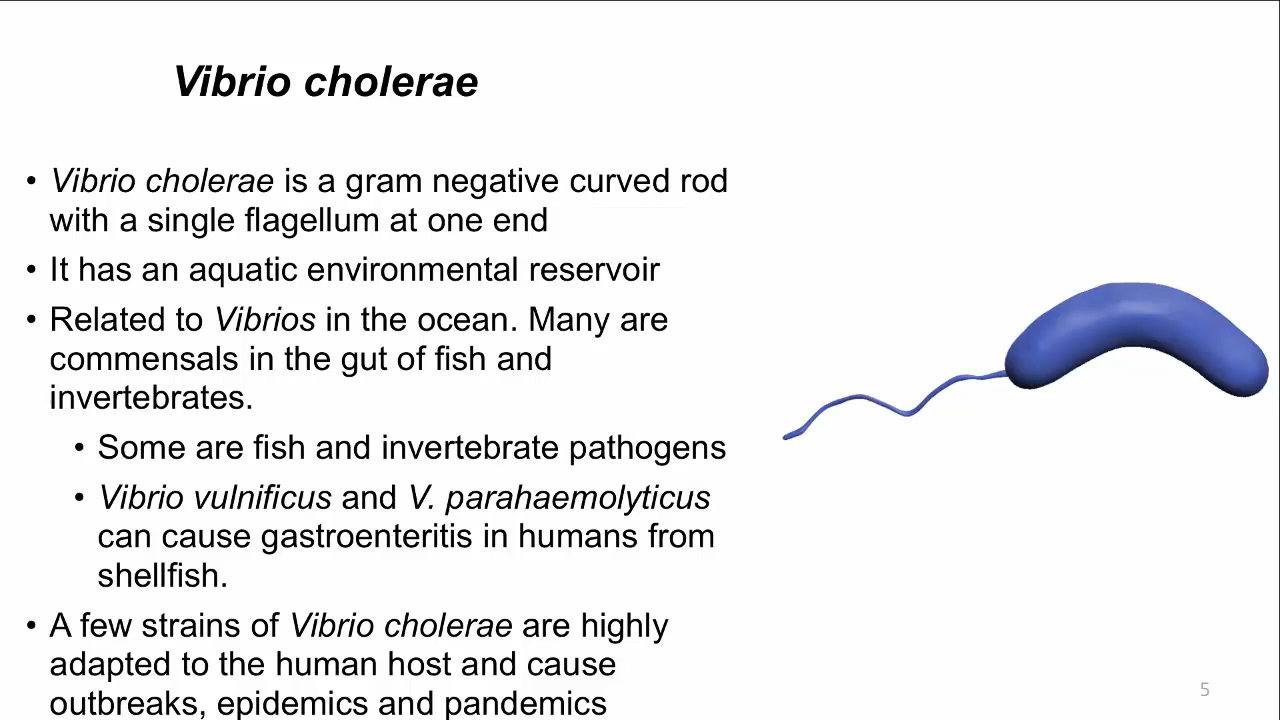 Vibrio cholerae
• Vibrio cholerae is a gram negative curved rod
with a single flagellum at one end
• It has an aquatic environmental reservoir
• Related to Vibrios in the ocean. Many are
commensals in the gut of fish and
invertebrates.
• Some are fish and invertebrate pathogens
• Vibrio vulnificus and V. parahaemolyticus
can cause gastroenteritis in humans from
shellfish.
• A few strains of Vibrio cholerae are highly
adapted to the human host and cause
outbreaks, epidemics and pandemics
5